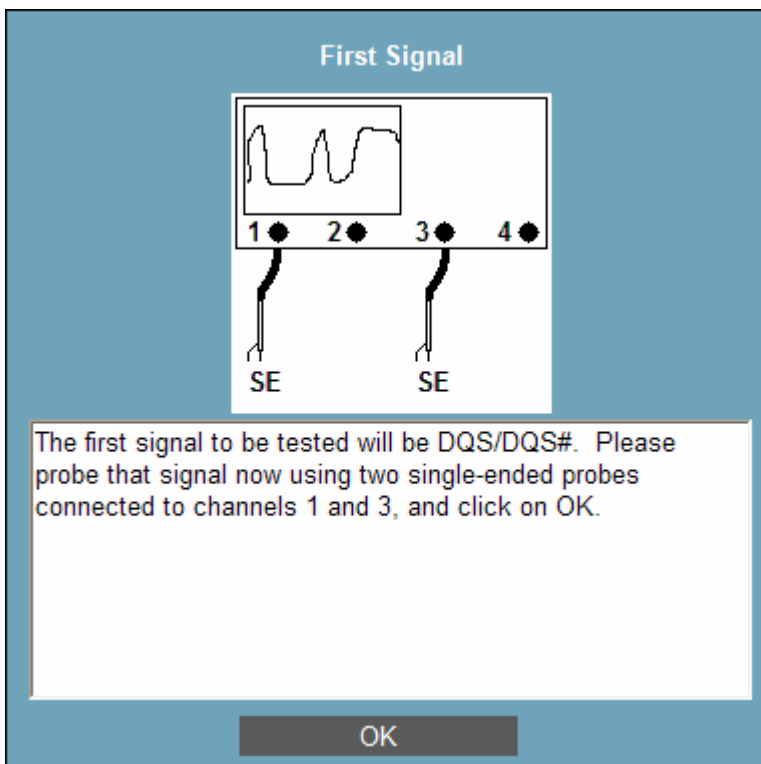 First Signal
1 2 3 4
SE SE
The first signal to be tested will be DQS/DQS#.  Please
probe that signal now using two single-ended probes
connected to channels 1 and 3, and click on OK.
OK